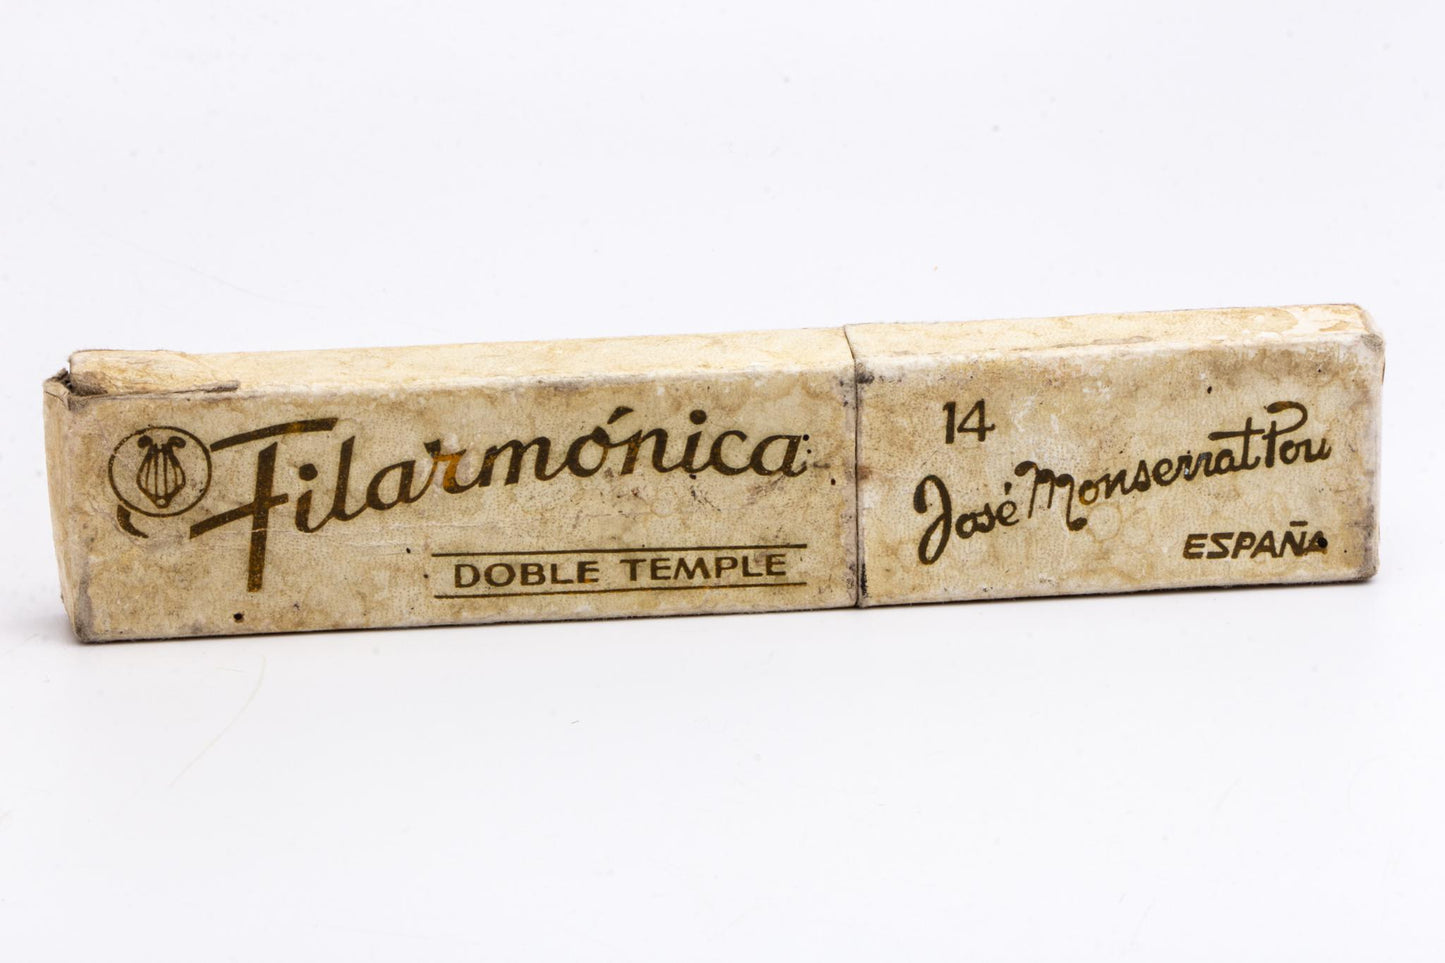 Filarmónica
DOBLE TEMPLE
14
José Monserrat Pou
ESPAÑA